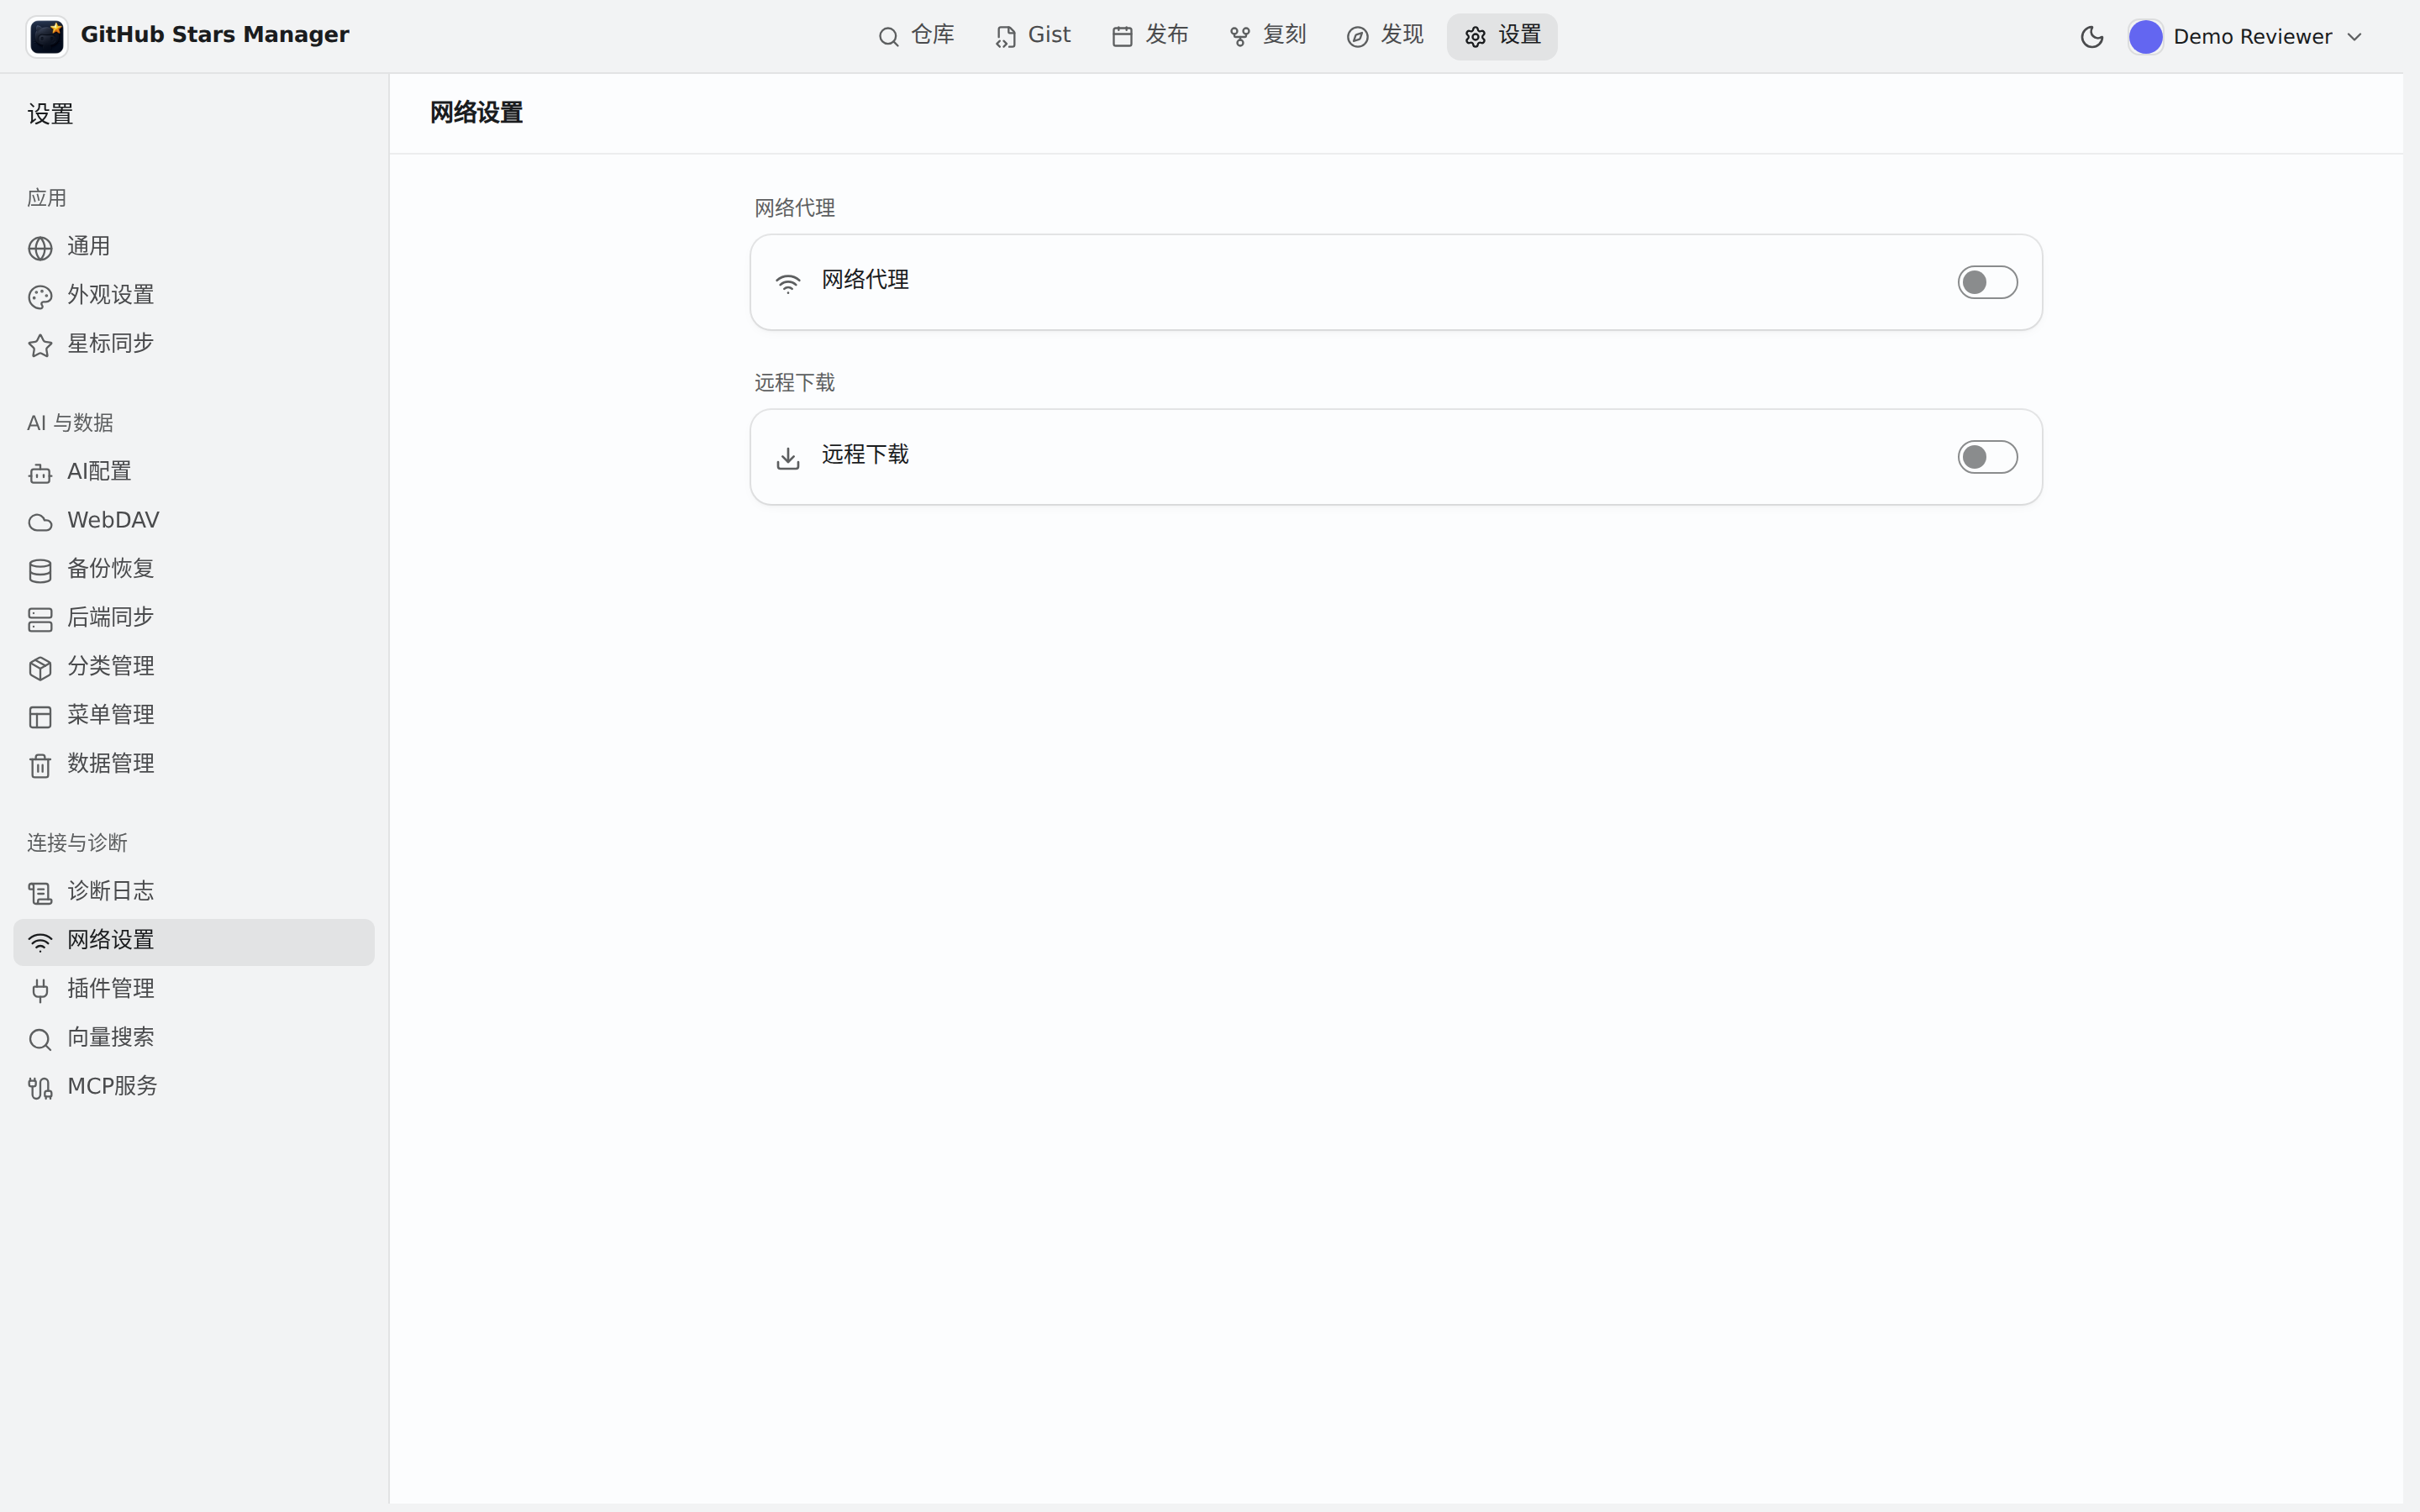 GitHub Stars Manager
仓库
Gist
发布
复刻
发现
设置
Demo Reviewer
设置
应用
通用
外观设置
星标同步
AI 与数据
AI配置
WebDAV
备份恢复
后端同步
分类管理
菜单管理
数据管理
连接与诊断
诊断日志
网络设置
插件管理
向量搜索
MCP服务
网络设置
网络代理
网络代理
远程下载
远程下载